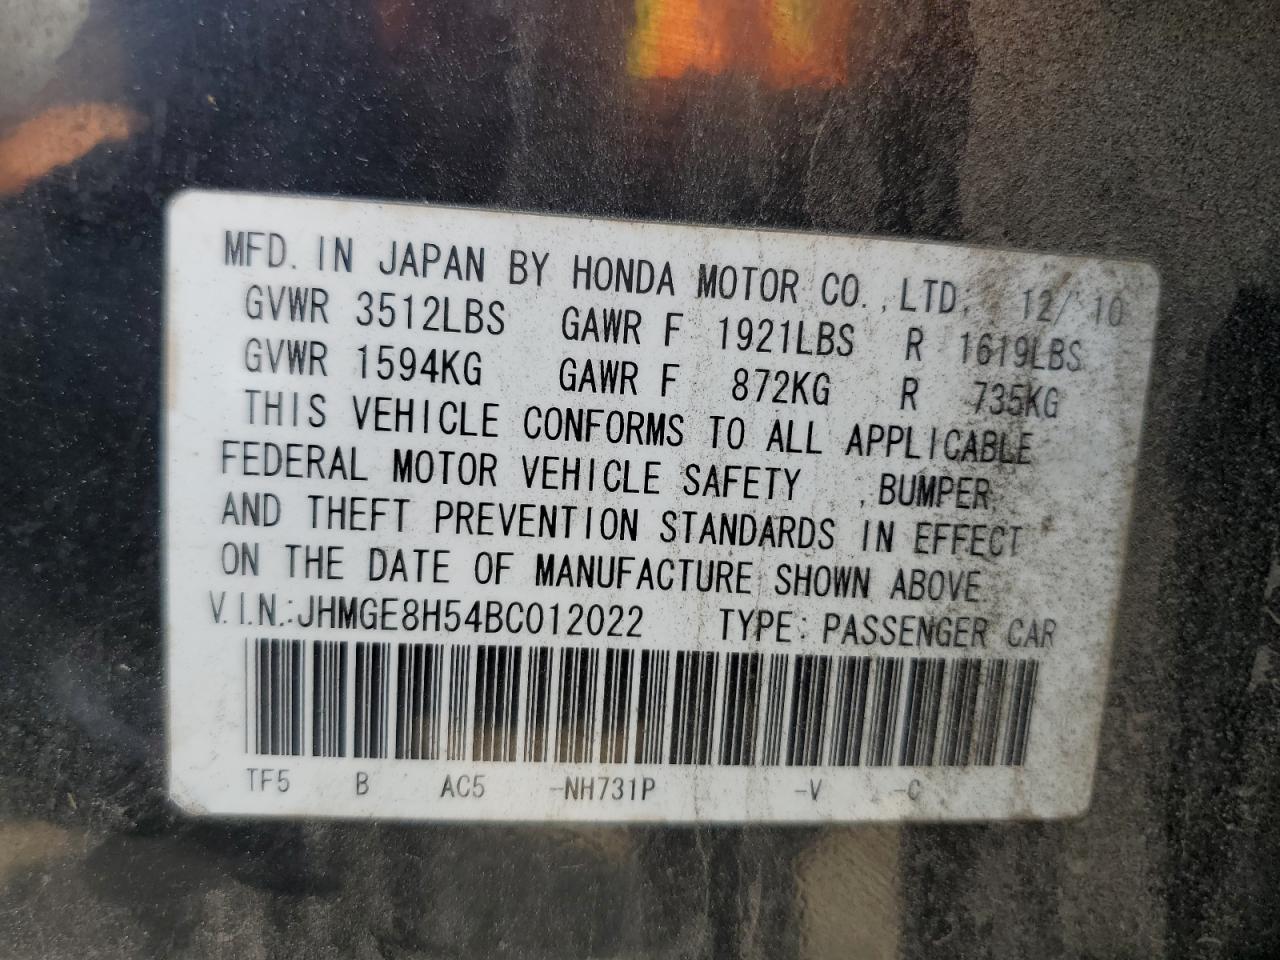 MFD. IN JAPAN BY HONDA MOTOR CO., LTD. 12/ 10
GVWR 3512LBS GAWR F 1921LBS R 1619LBS
GVWR 1594KG GAWR F 872KG R 735KG
THIS VEHICLE CONFORMS TO ALL APPLICABLE
FEDERAL MOTOR VEHICLE SAFETY , BUMPER,
AND THEFT PREVENTION STANDARDS IN EFFECT
ON THE DATE OF MANUFACTURE SHOWN ABOVE.
V.I.N.:JHMGE8H54BC012022 TYPE: PASSENGER CAR
TF5 B AC5 -NH731P -V -C